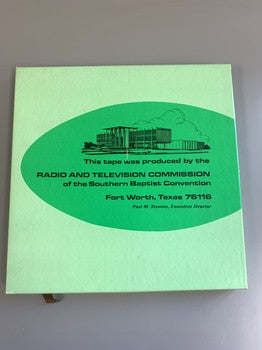 This tape was produced by the
RADIO AND TELEVISION COMMISSION
of the Southern Baptist Convention
Fort Worth, Texas 76116
Paul M. Stevens, Executive Director